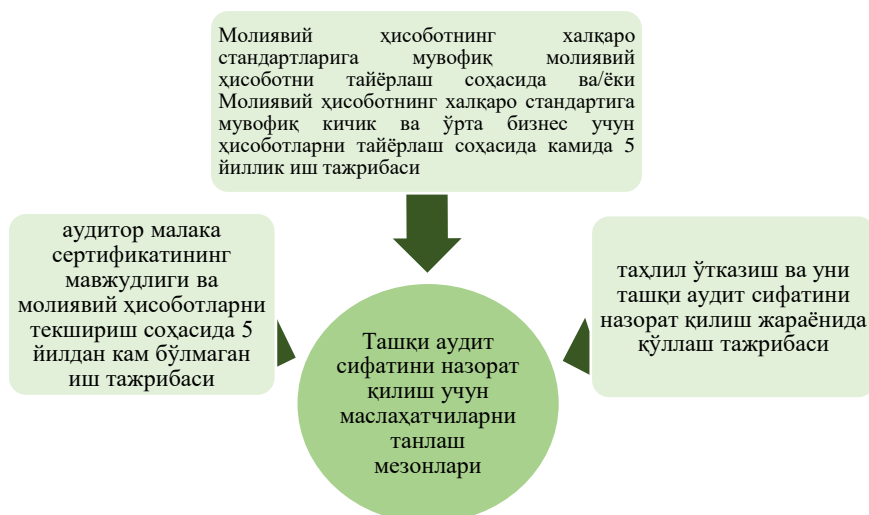 Молиявий ҳисоботнинг халқаро
стандартларига мувофиқ молиявий
ҳисоботни тайёрлаш соҳасида ва/ёки
Молиявий ҳисоботнинг халқаро стандартига
мувофиқ кичик ва ўрта бизнес учун
ҳисоботларни тайёрлаш соҳасида камида 5
йиллик иш тажрибаси
аудитор малака
сертификатининг
мавжудлиги ва
молиявий ҳисоботларни
текшириш соҳасида 5
йилдан кам бўлмаган
иш тажрибаси
таҳлил ўтказиш ва уни
ташқи аудит сифатини
назорат қилиш жараёнида
қўллаш тажрибаси
Ташқи аудит
сифатини назорат
қилиш учун
маслаҳатчиларни
танлаш
мезонлари